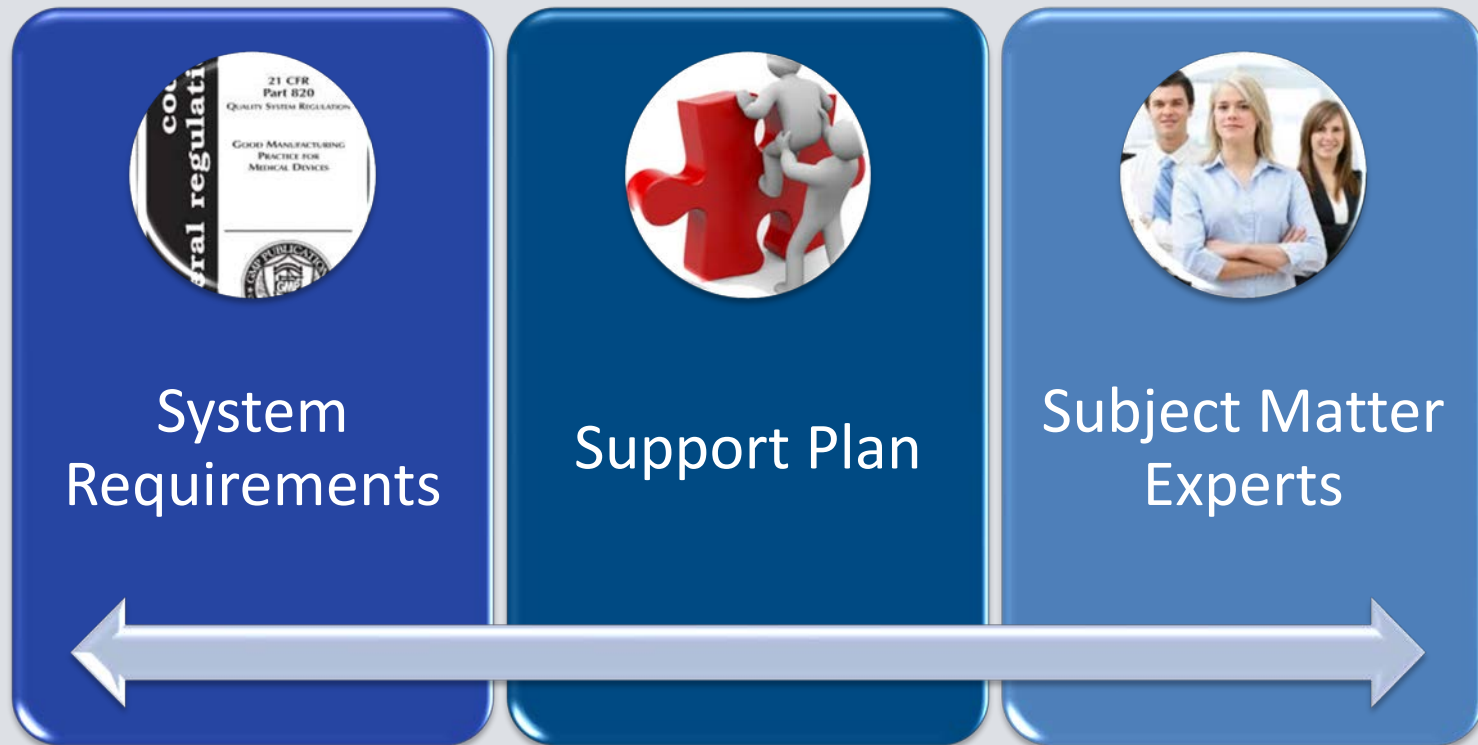 21 CFR
Part 820
QUALITY SYSTEM REGULATION
GOOD MANUFACTURING
PRACTICE FOR
MEDICAL DEVICES
GMP
System
Requirements
Support Plan
Subject Matter
Experts